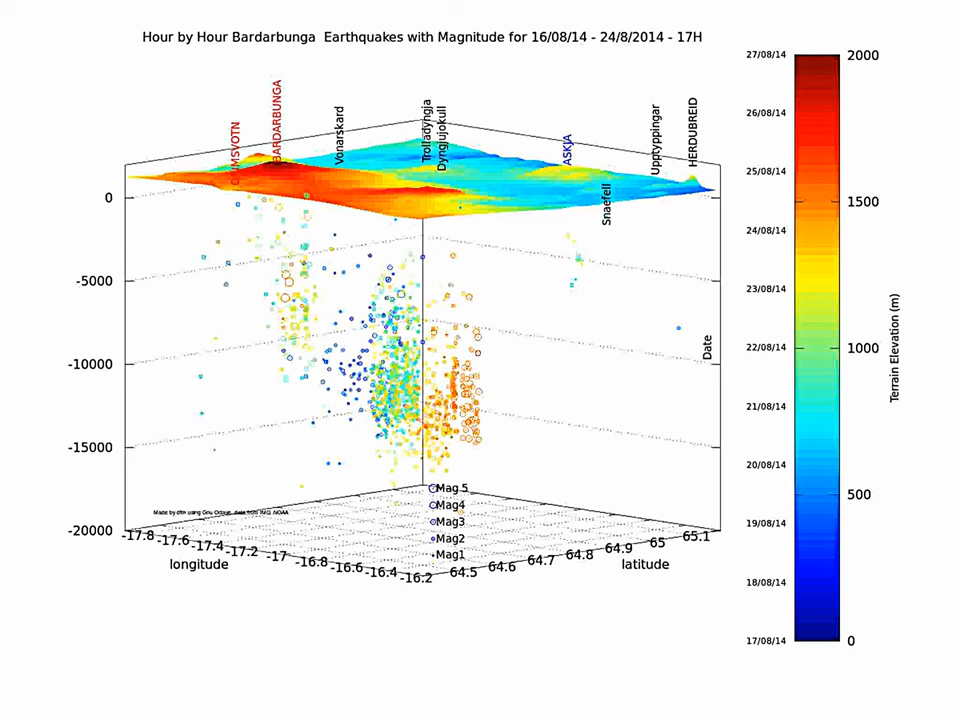 Hour by Hour Bardarbunga  Earthquakes with Magnitude for 16/08/14 - 24/8/2014 - 17H
27/08/14
2000
26/08/14
25/08/14
1500
24/08/14
23/08/14
22/08/14
1000
21/08/14
20/08/14
500
19/08/14
18/08/14
17/08/14
0
Terrain Elevation (m)
Date
BARDARBUNGA
Vonarskard
Trolladyngja
Dyngjujokull
ASKJA
Upptyppingar
HERDUBREID
Snaefell
0
-5000
-10000
-15000
-20000
Mag 5
Mag4
Mag3
Mag2
Mag1
-17.8
-17.6
-17.4
-17.2
-17
-16.8
-16.6
-16.4
-16.2
longitude
64.5
64.6
64.7
64.8
64.9
65
65.1
latitude